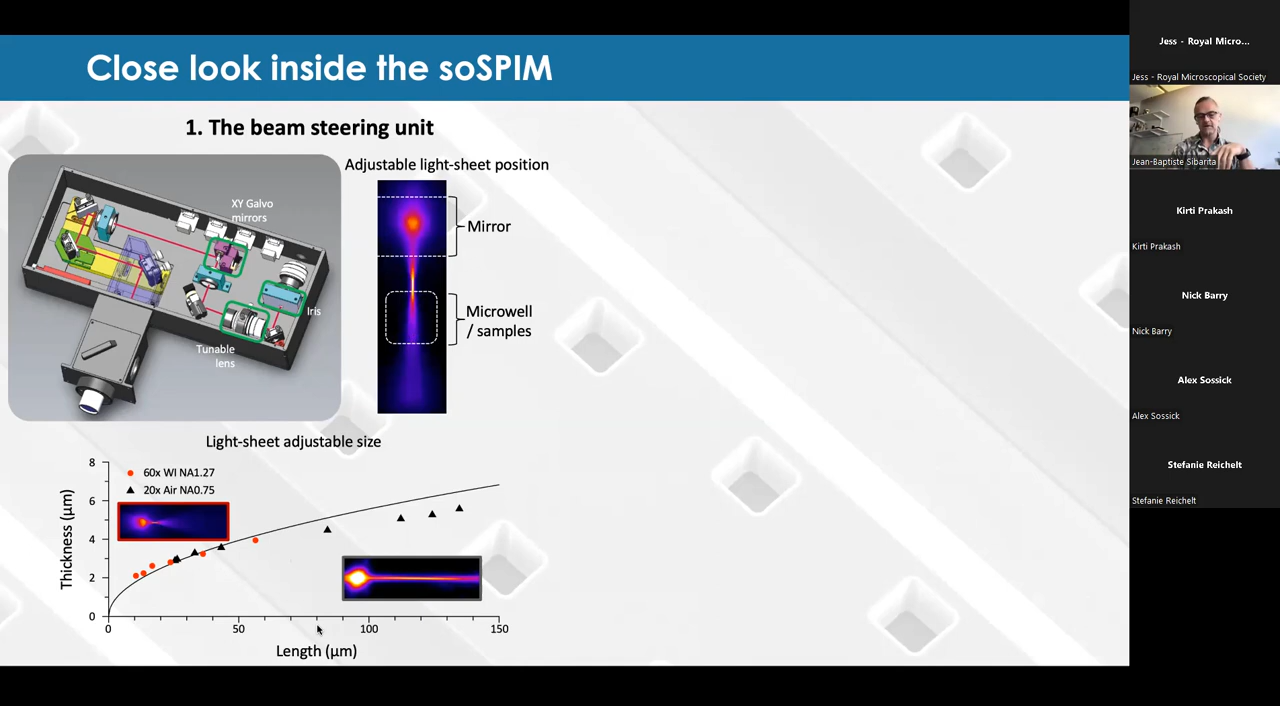 Close look inside the soSPIM
1. The beam steering unit
XY Galvo
mirrors
Iris
Tunable
lens
Adjustable light-sheet position
Mirror
Microwell
/ samples
Light-sheet adjustable size
8
6
4
2
0
Thickness (μm)
60x WI NA1.27
20x Air NA0.75
0
50
100
150
Length (μm)
Jess - Royal Micro...
Jess - Royal Microscopical Society
Jean-Baptiste Sibarita
Kirti Prakash
Kirti Prakash
Nick Barry
Nick Barry
Alex Sossick
Alex Sossick
Stefanie Reichelt
Stefanie Reichelt